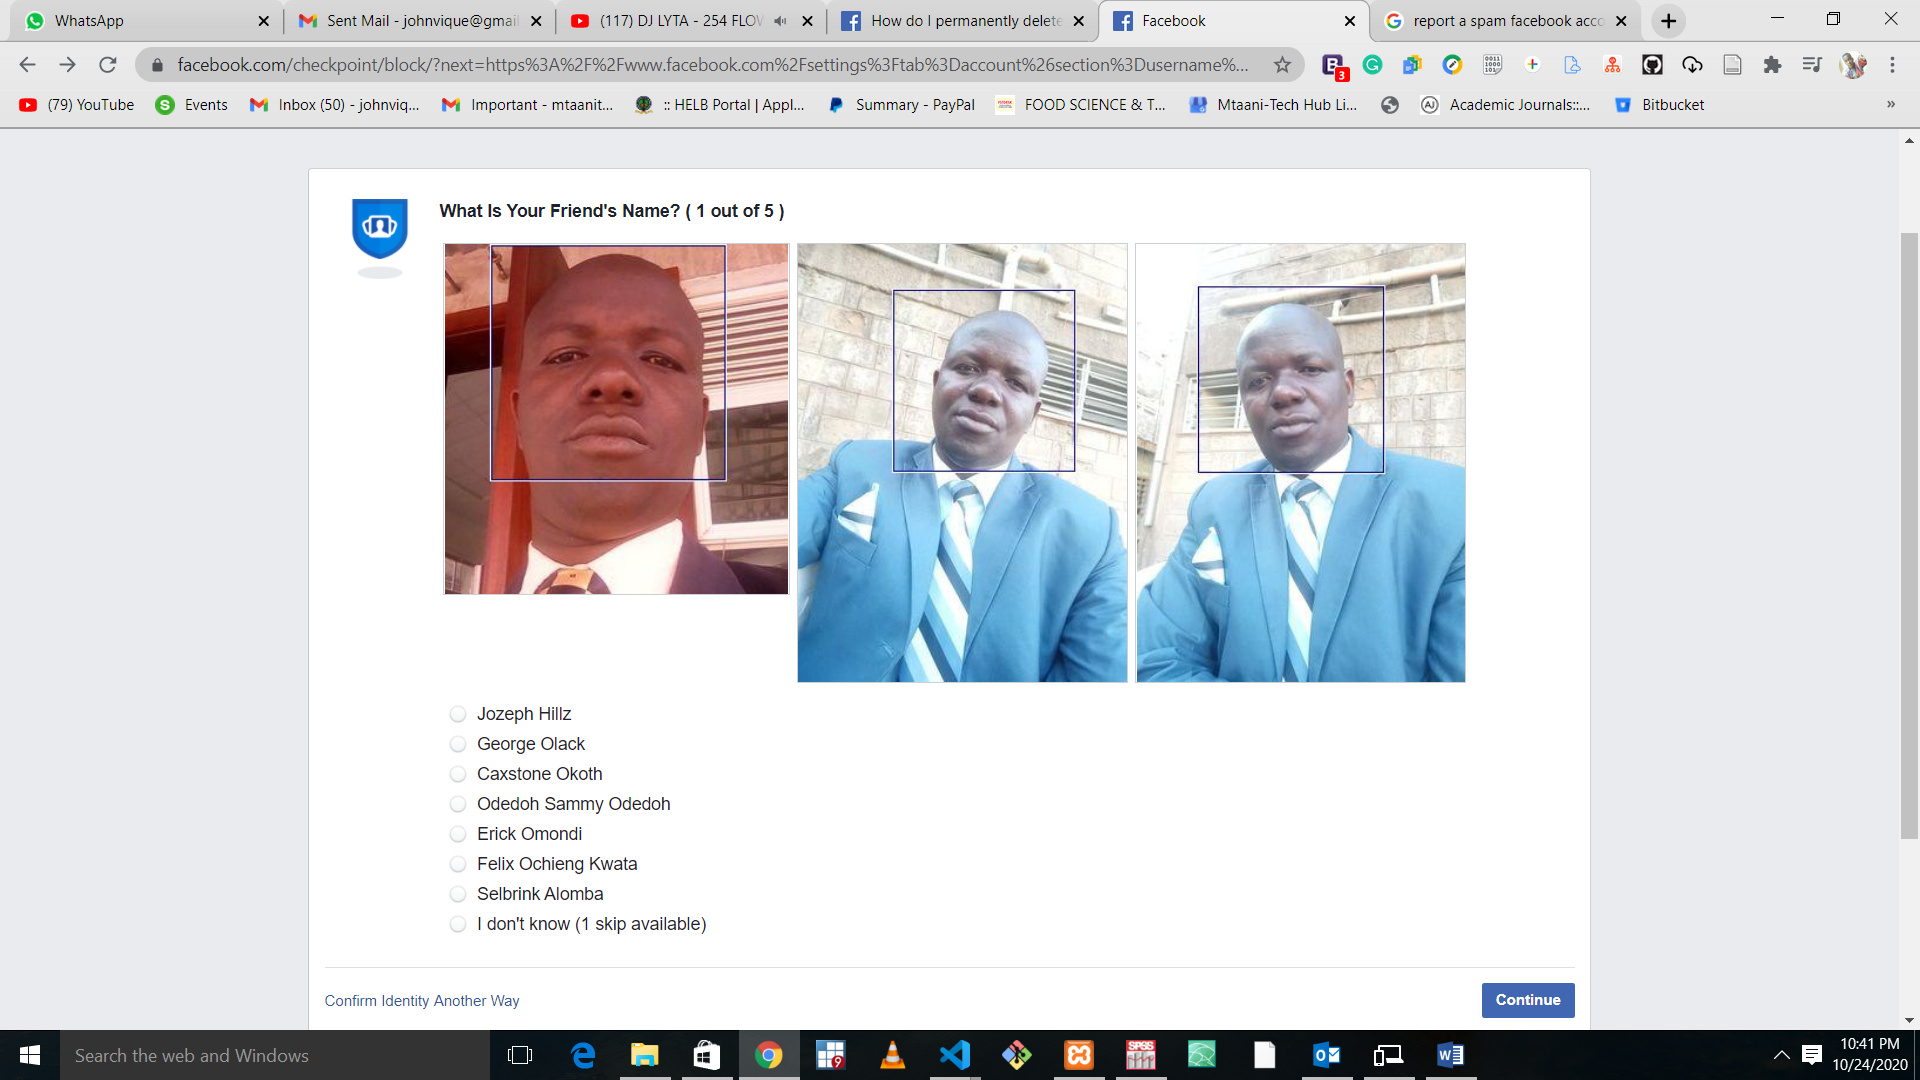 WhatsApp
Sent Mail - johnvique@gmai
(117) DJ LYTA - 254 FLOV
How do I permanently delete
Facebook
report a spam facebook acco
facebook.com/checkpoint/block/?next=https%3A%2F%2Fwww.facebook.com%2Fsettings%3Ftab%3Daccount%26section%3Dusername%...
3
(79) YouTube
Events
Inbox (50) - johnviq...
Important - mtaanit...
:: HELB Portal | Appl...
Summary - PayPal
FOOD SCIENCE & T...
Mtaani-Tech Hub Li...
Academic Journals::...
Bitbucket
»
What Is Your Friend's Name? ( 1 out of 5 )
Jozeph Hillz
George Olack
Caxstone Okoth
Odedoh Sammy Odedoh
Erick Omondi
Felix Ochieng Kwata
Selbrink Alomba
I don't know (1 skip available)
Confirm Identity Another Way
Continue
Search the web and Windows
9
SPSS
10:41 PM
10/24/2020